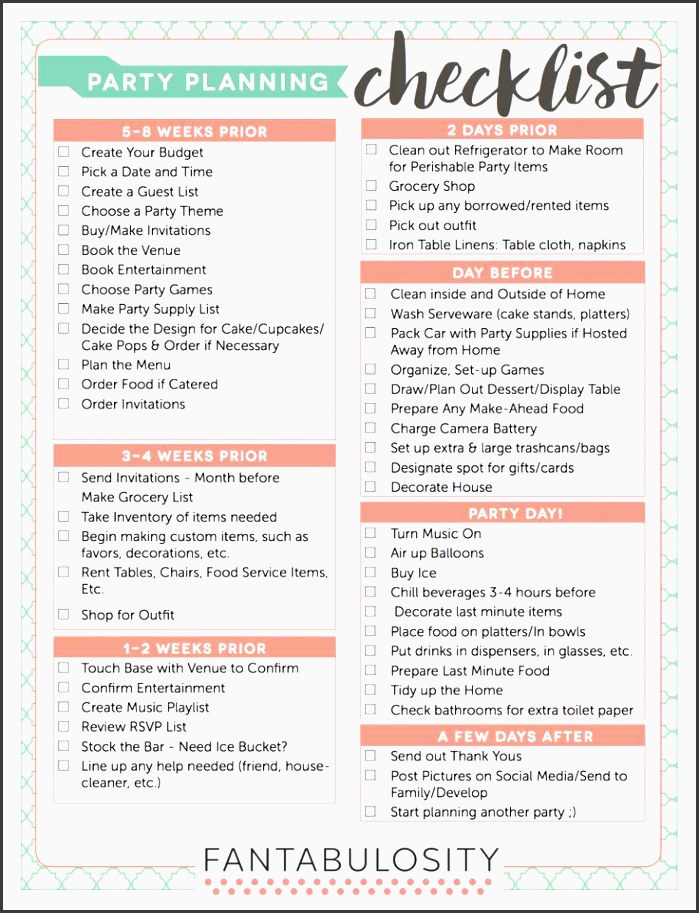 PARTY PLANNING checklist
5-8 WEEKS PRIOR
Create Your Budget
Pick a Date and Time
Create a Guest List
Choose a Party Theme
Buy/Make Invitations
Book the Venue
Book Entertainment
Choose Party Games
Make Party Supply List
Decide the Design for Cake/Cupcakes/
Cake Pops & Order if Necessary
Plan the Menu
Order Food if Catered
Order Invitations
3-4 WEEKS PRIOR
Send Invitations - Month before
Make Grocery List
Take Inventory of items needed
Begin making custom items, such as
favors, decorations, etc.
Rent Tables, Chairs, Food Service Items,
Etc.
Shop for Outfit
1-2 WEEKS PRIOR
Touch Base with Venue to Confirm
Confirm Entertainment
Create Music Playlist
Review RSVP List
Stock the Bar - Need Ice Bucket?
Line up any help needed (friend, house-
cleaner, etc.)
2 DAYS PRIOR
Clean out Refrigerator to Make Room
for Perishable Party Items
Grocery Shop
Pick up any borrowed/rented items
Pick out outfit
Iron Table Linens: Table cloth, napkins
DAY BEFORE
Clean inside and Outside of Home
Wash Serveware (cake stands, platters)
Pack Car with Party Supplies if Hosted
Away from Home
Organize, Set-up Games
Draw/Plan Out Dessert/Display Table
Prepare Any Make-Ahead Food
Charge Camera Battery
Set up extra & large trashcans/bags
Designate spot for gifts/cards
Decorate House
PARTY DAY!
Turn Music On
Air up Balloons
Buy Ice
Chill beverages 3-4 hours before
Decorate last minute items
Place food on platters/In bowls
Put drinks in dispensers, in glasses, etc.
Prepare Last Minute Food
Tidy up the Home
Check bathrooms for extra toilet paper
A FEW DAYS AFTER
Send out Thank Yous
Post Pictures on Social Media/Send to
Family/Develop
Start planning another party ;)
FANTABULOSITY